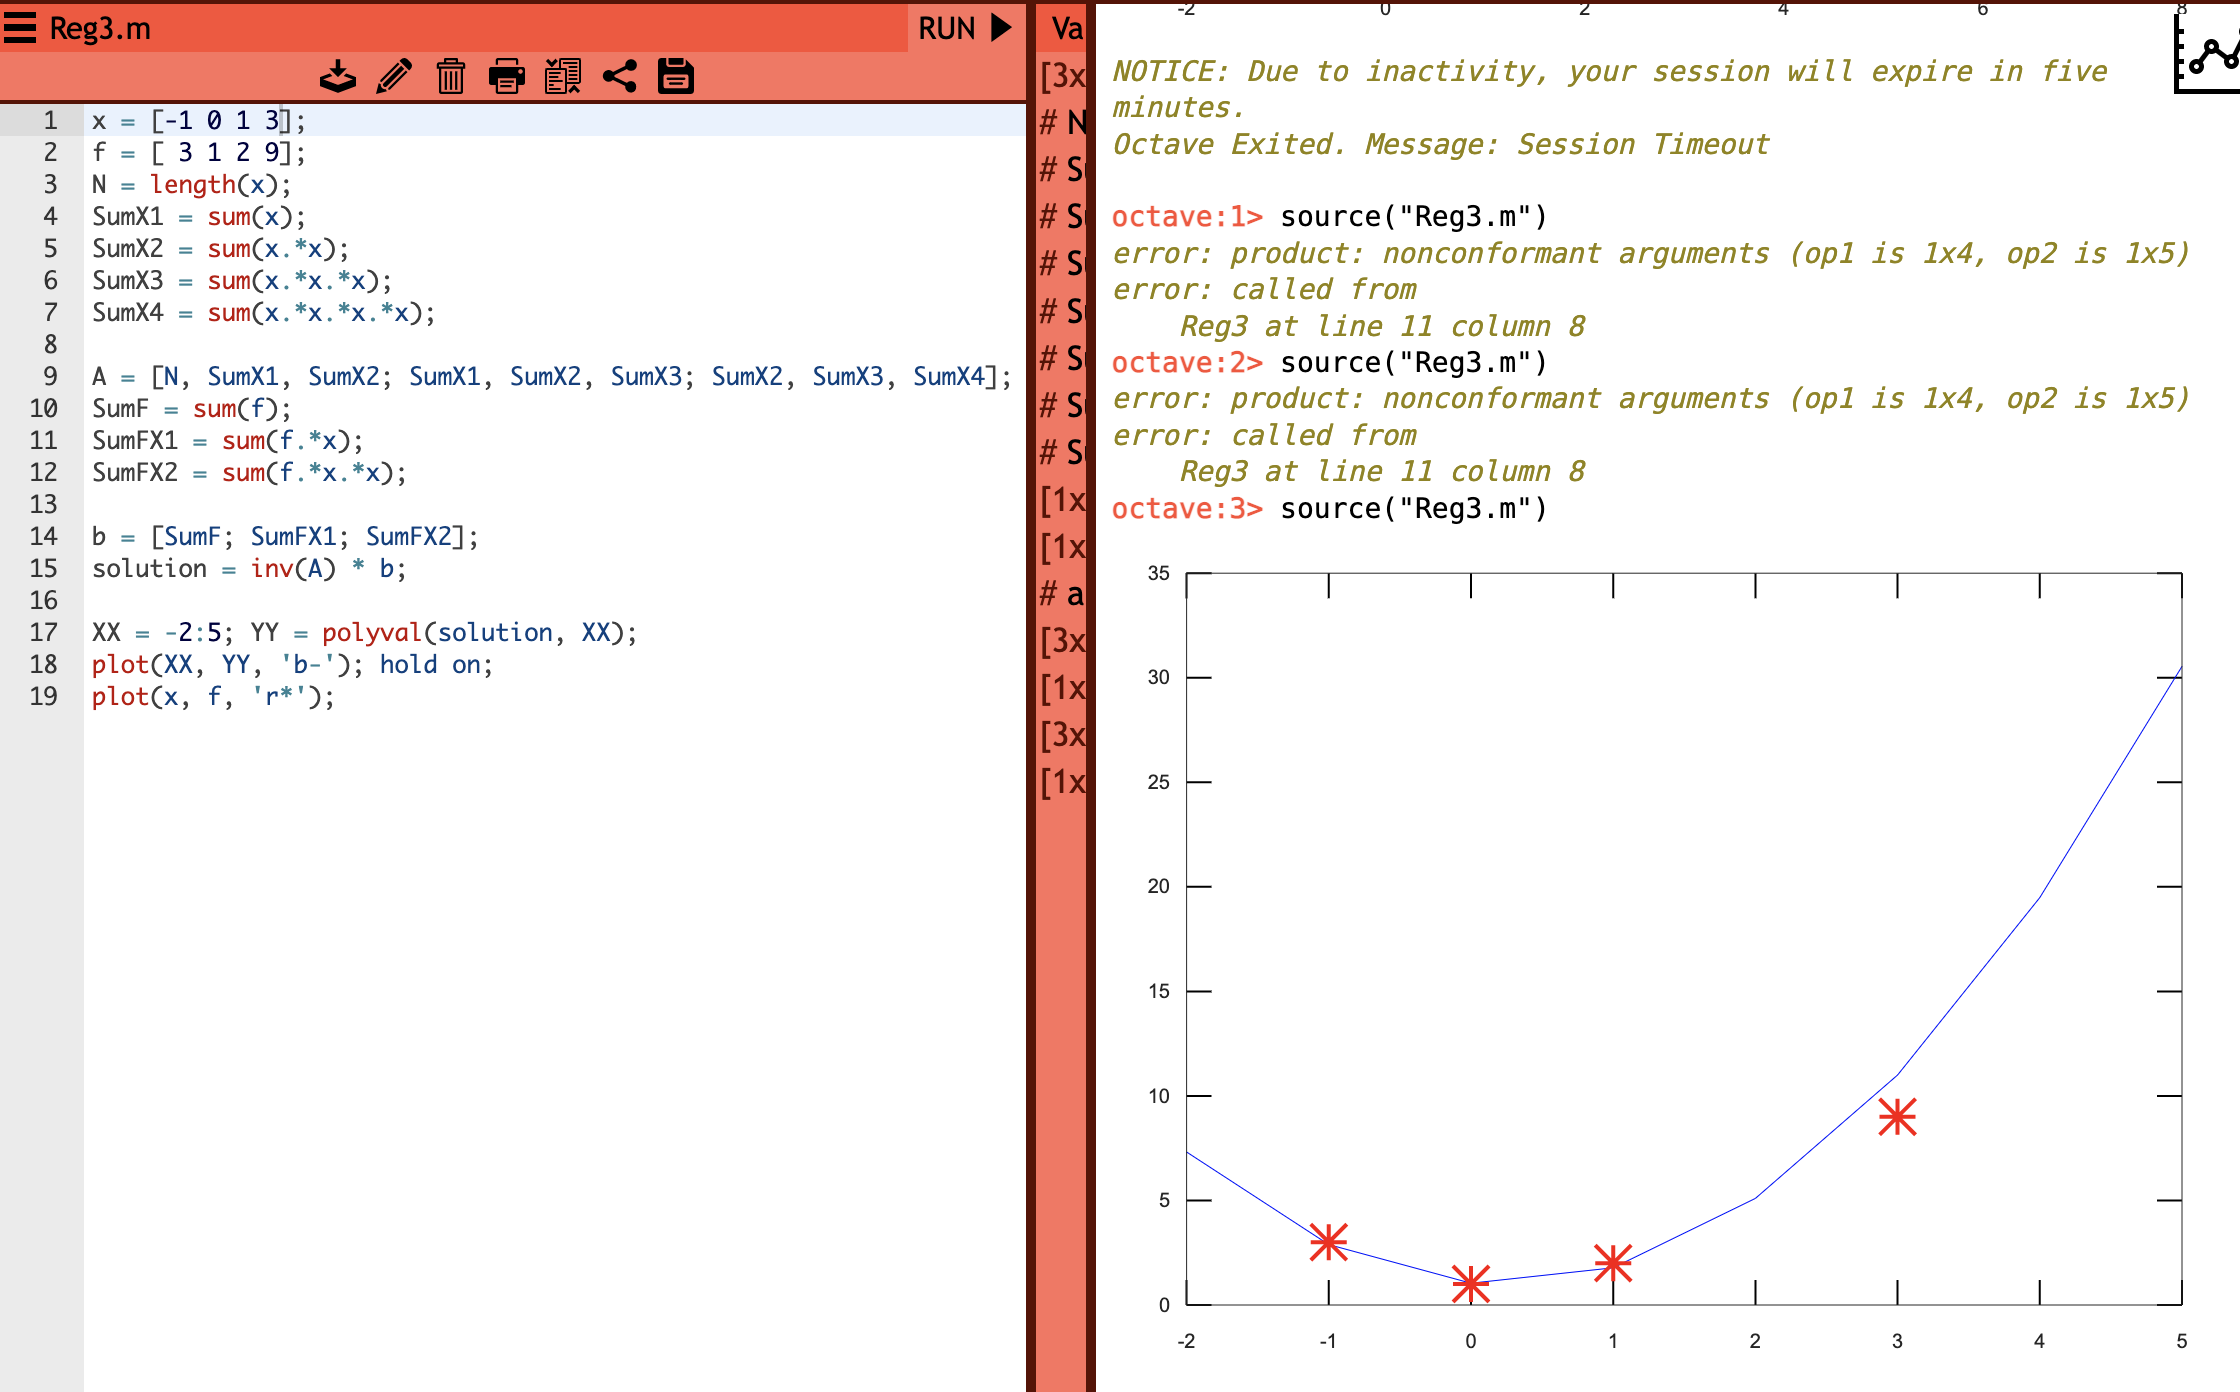 Reg3.m
RUN
1 x = [-1 0 1 3];
2 f = [ 3 1 2 9];
3 N = length(x);
4 SumX1 = sum(x);
5 SumX2 = sum(x.*x);
6 SumX3 = sum(x.*x.*x);
7 SumX4 = sum(x.*x.*x.*x);
8
9 A = [N, SumX1, SumX2; SumX1, SumX2, SumX3; SumX2, SumX3, SumX4];
10 SumF = sum(f);
11 SumFX1 = sum(f.*x);
12 SumFX2 = sum(f.*x.*x);
13
14 b = [SumF; SumFX1; SumFX2];
15 solution = inv(A) * b;
16
17 XX = -2:5; YY = polyval(solution, XX);
18 plot(XX, YY, 'b-'); hold on;
19 plot(x, f, 'r*');
Va
[3x
# N
# S
# S
# S
# S
# S
# S
# S
[1x
[1x
# a
[3x
[1x
[3x
[1x
-2 0 2 4 6 8
NOTICE: Due to inactivity, your session will expire in five
minutes.
Octave Exited. Message: Session Timeout
octave:1> source("Reg3.m")
error: product: nonconformant arguments (op1 is 1x4, op2 is 1x5)
error: called from
Reg3 at line 11 column 8
octave:2> source("Reg3.m")
error: product: nonconformant arguments (op1 is 1x4, op2 is 1x5)
error: called from
Reg3 at line 11 column 8
octave:3> source("Reg3.m")
35
30
25
20
15
10
5
0
-2 -1 0 1 2 3 4 5